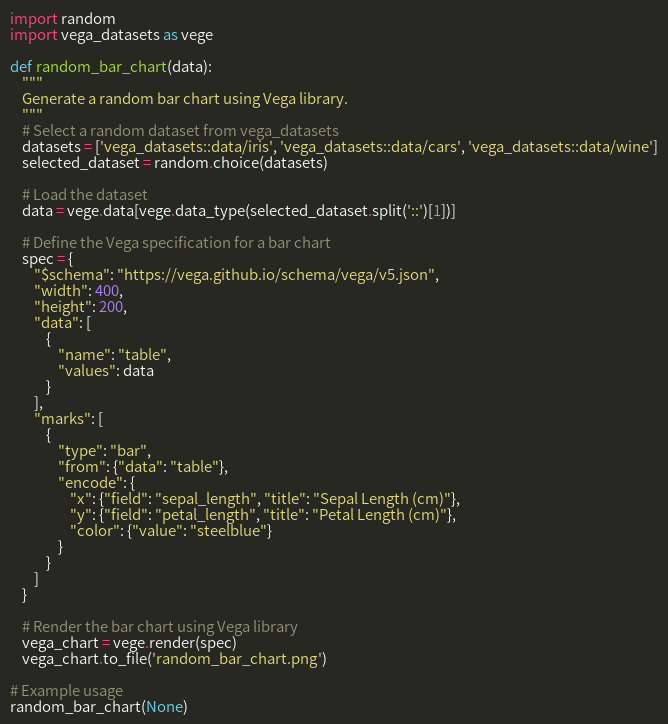 import random
import vega_datasets as vege

def random_bar_chart(data):
    """
    Generate a random bar chart using Vega library.
    """
    # Select a random dataset from vega_datasets
    datasets = ['vega_datasets::data/iris', 'vega_datasets::data/cars', 'vega_datasets::data/wine']
    selected_dataset = random.choice(datasets)

    # Load the dataset
    data = vege.data[vege.data_type(selected_dataset.split('::')[1])]

    # Define the Vega specification for a bar chart
    spec = {
        "$schema": "https://vega.github.io/schema/vega/v5.json",
        "width": 400,
        "height": 200,
        "data": [
            {
                "name": "table",
                "values": data
            }
        ],
        "marks": [
            {
                "type": "bar",
                "from": {"data": "table"},
                "encode": {
                    "x": {"field": "sepal_length", "title": "Sepal Length (cm)"},
                    "y": {"field": "petal_length", "title": "Petal Length (cm)"},
                    "color": {"value": "steelblue"}
                }
            }
        ]
    }

    # Render the bar chart using Vega library
    vega_chart = vege.render(spec)
    vega_chart.to_file('random_bar_chart.png')

# Example usage
random_bar_chart(None)